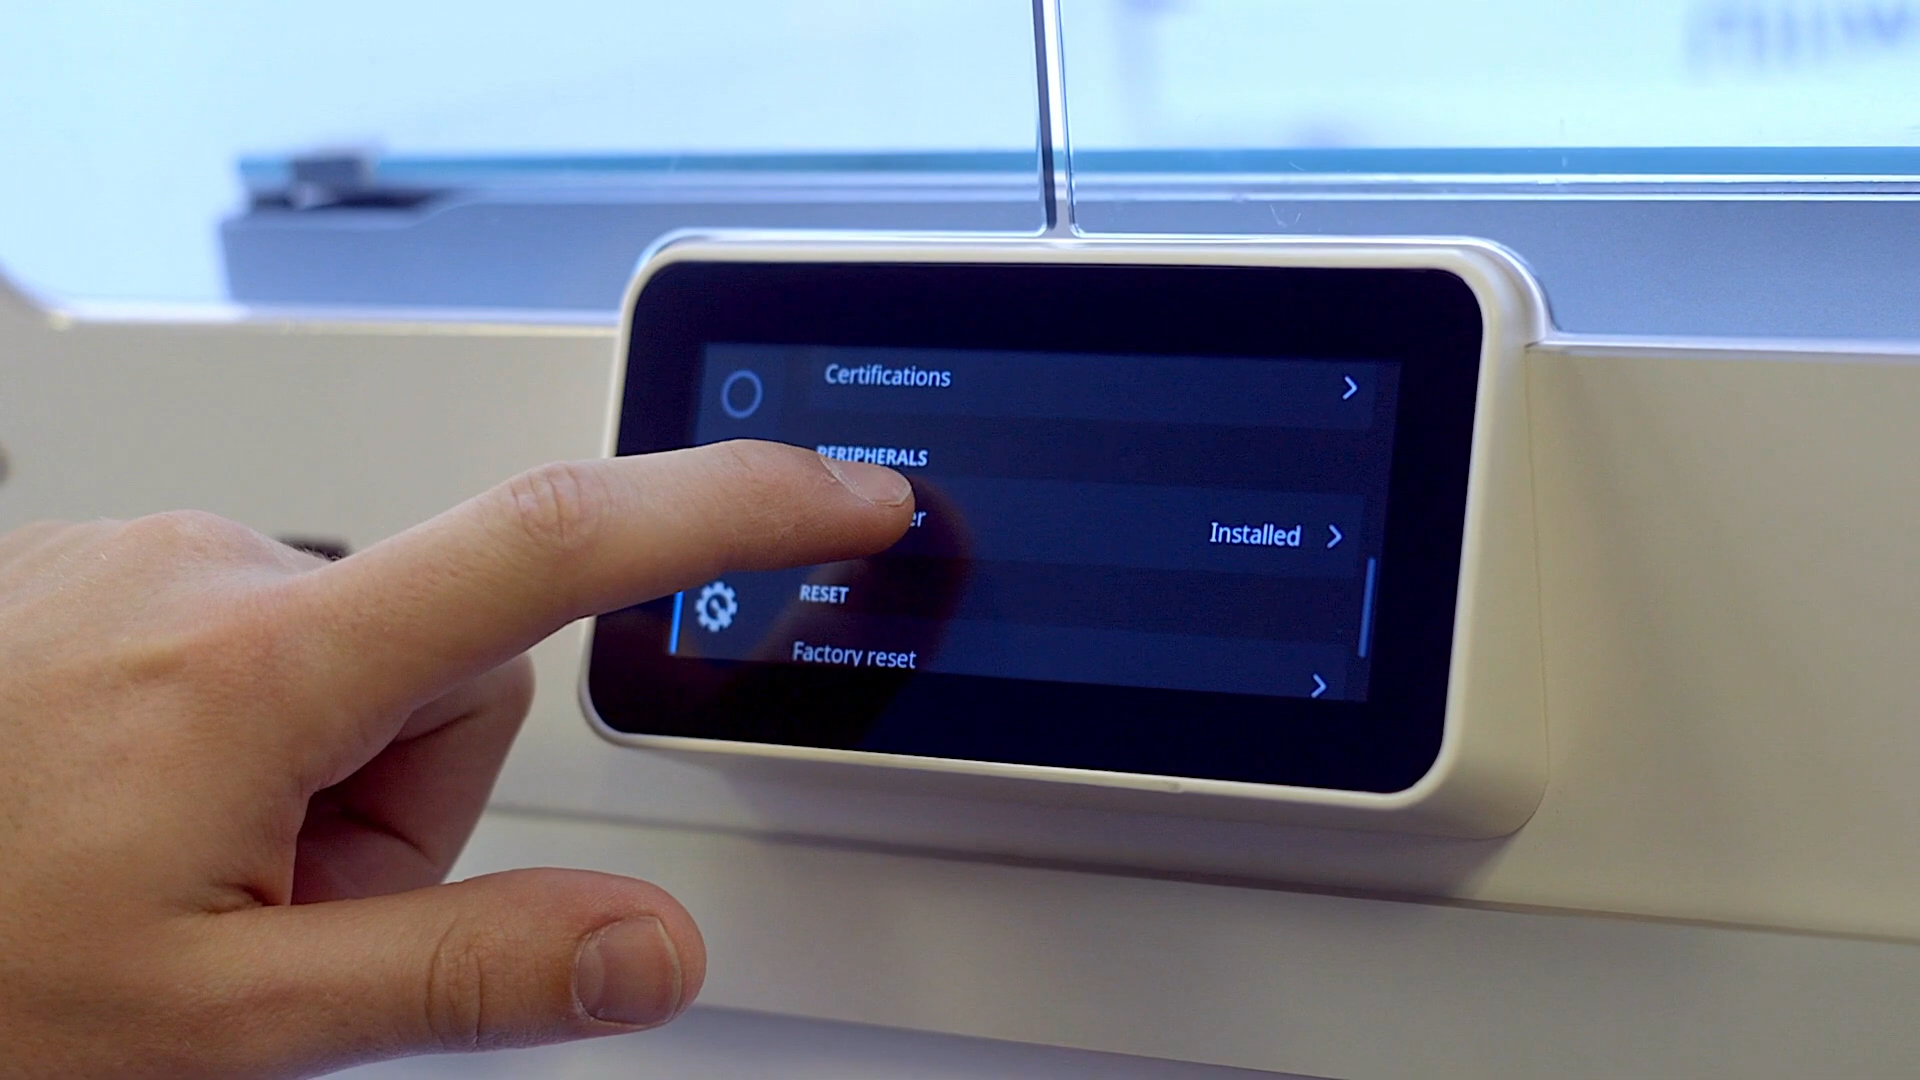 Certifications
PERIPHERALS
Installed
RESET
Factory reset